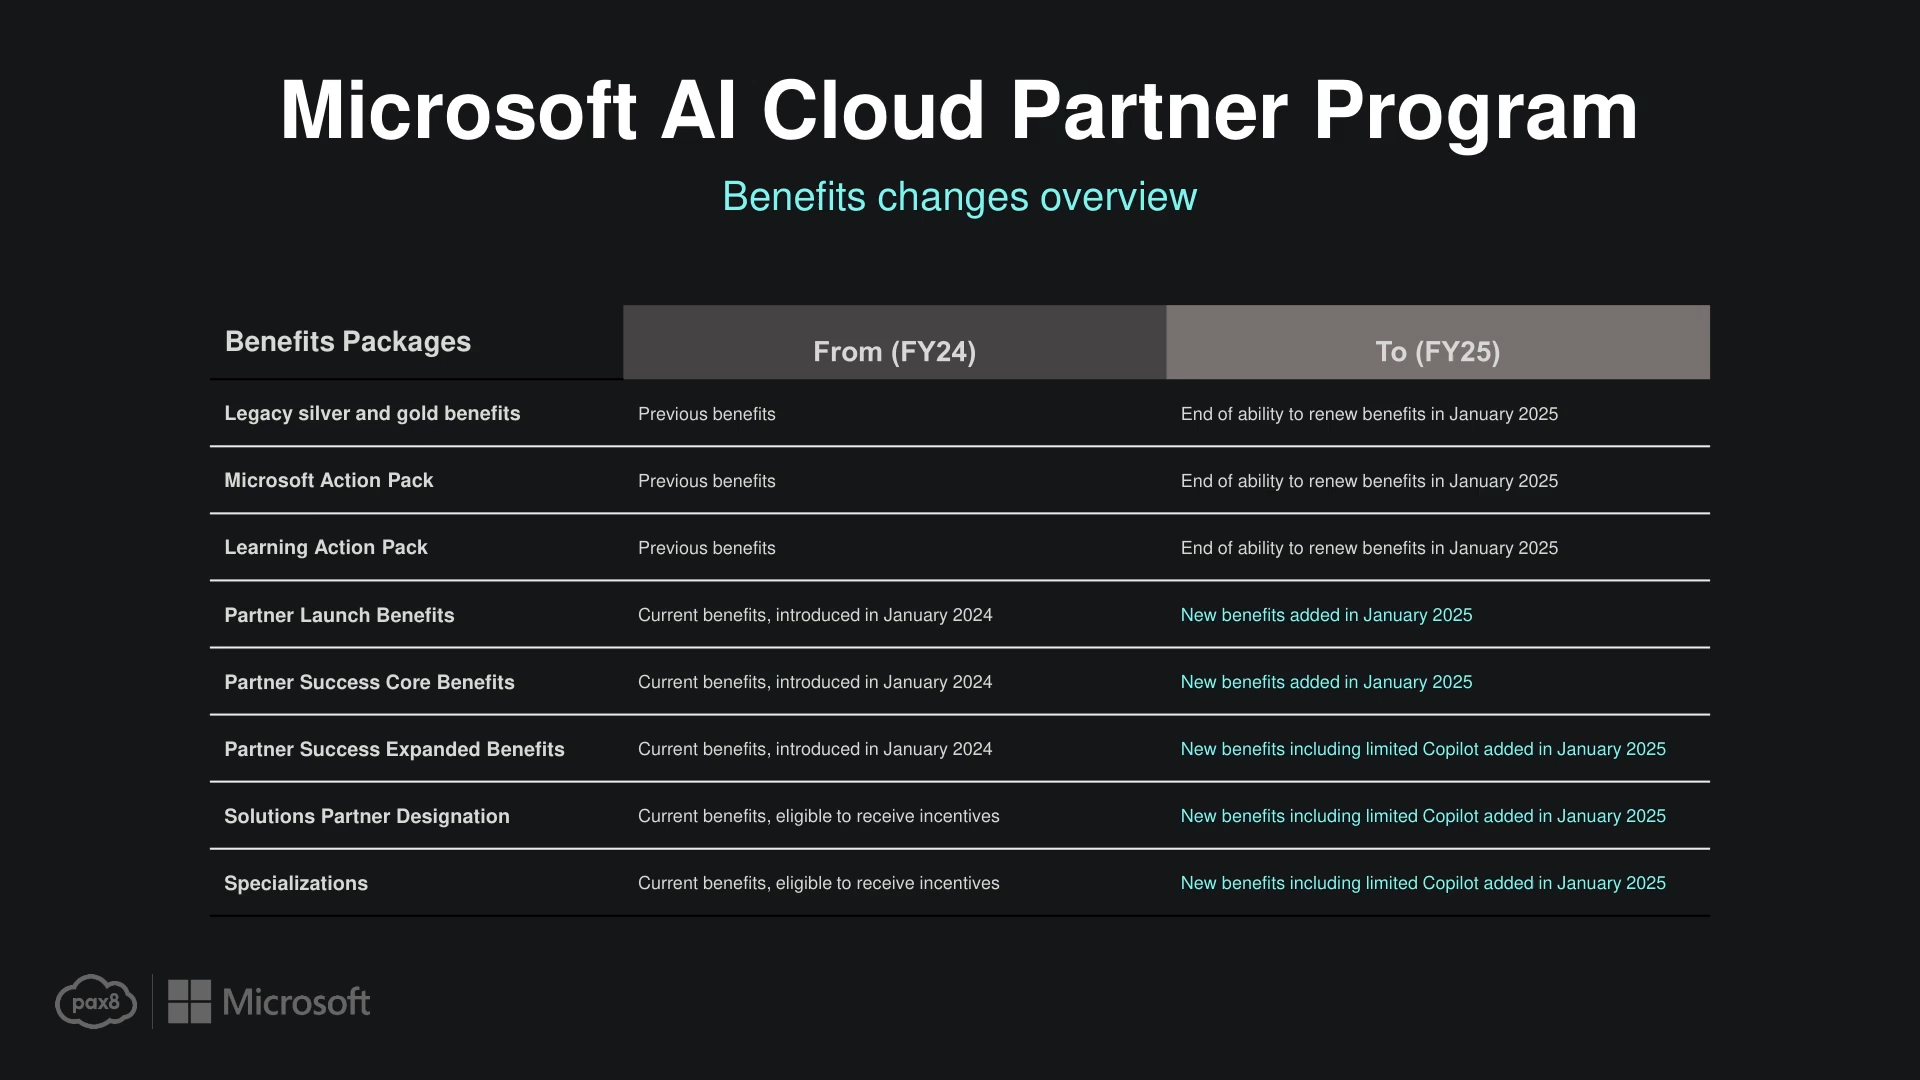 Microsoft AI Cloud Partner Program
Benefits changes overview
Benefits Packages From (FY24) To (FY25)
Legacy silver and gold benefits Previous benefits End of ability to renew benefits in January 2025
Microsoft Action Pack Previous benefits End of ability to renew benefits in January 2025
Learning Action Pack Previous benefits End of ability to renew benefits in January 2025
Partner Launch Benefits Current benefits, introduced in January 2024 New benefits added in January 2025
Partner Success Core Benefits Current benefits, introduced in January 2024 New benefits added in January 2025
Partner Success Expanded Benefits Current benefits, introduced in January 2024 New benefits including limited Copilot added in January 2025
Solutions Partner Designation Current benefits, eligible to receive incentives New benefits including limited Copilot added in January 2025
Specializations Current benefits, eligible to receive incentives New benefits including limited Copilot added in January 2025
pax8 Microsoft